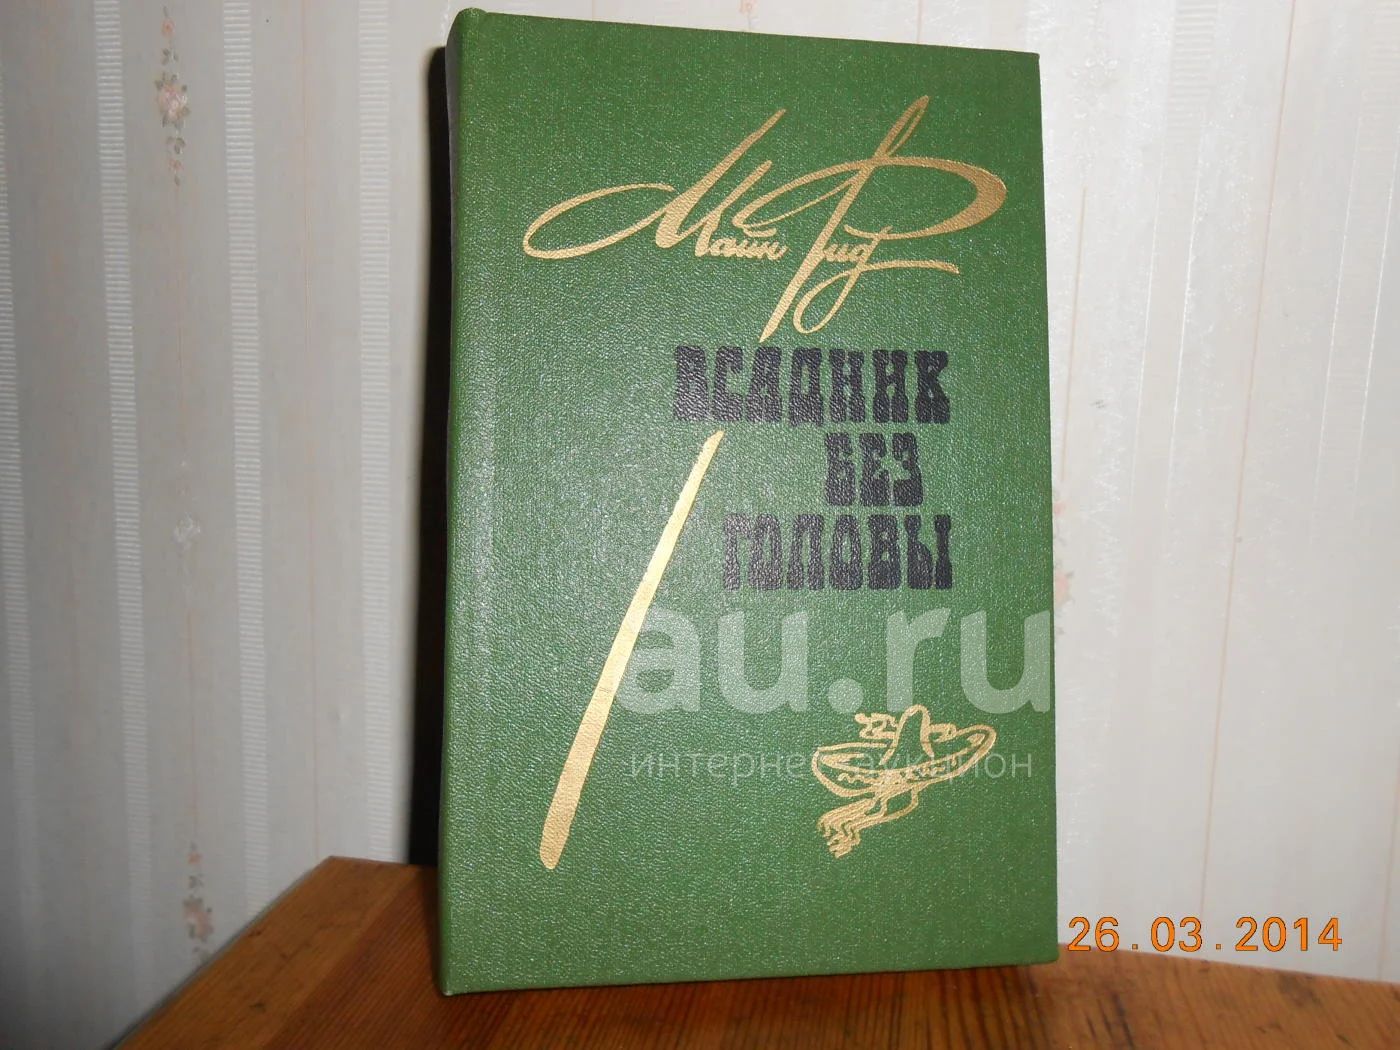 Майн Рид
ВСАДНИК
БЕЗ
ГОЛОВЫ
au.ru
интернет аукцион
26.03.2014